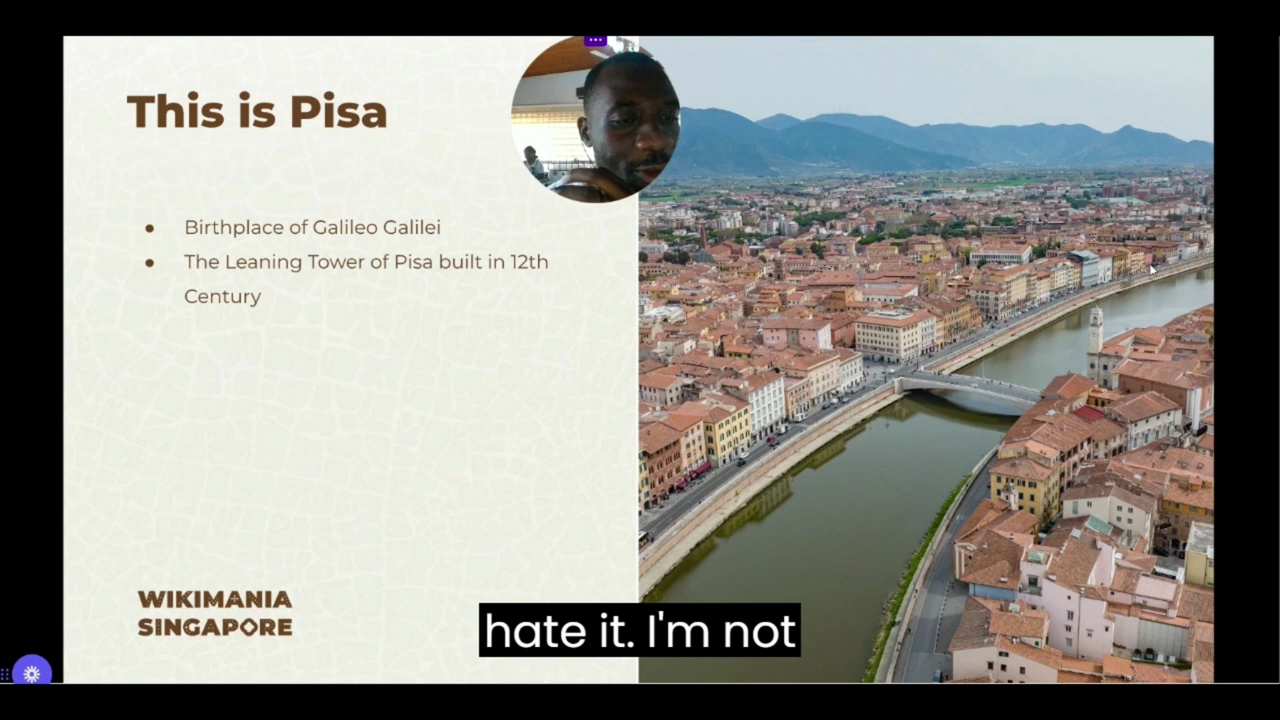 This is Pisa
Birthplace of Galileo Galilei
The Leaning Tower of Pisa built in 12th
Century
WIKIMANIA
SINGAPORE
hate it. I'm not